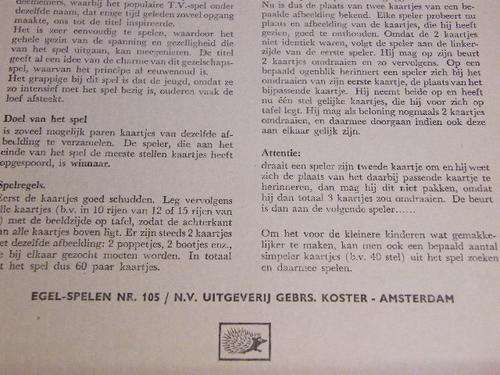 deelnemers, waarbij het populaire T.V.-spel onder
dezelfde naam, dat enige tijd geleden zoveel opgang
maakte, ons tot de titel inspireerde.
Het is zeer eenvoudig te spelen, waardoor het
gehele gezin van de spanning en gezelligheid die
van het spel uitgaan, kan meegenieten. De titel
geeft al een idee van de charme van dit gezelschaps-
spel, waarvan het principe al eeuwenoud is.
Het grappige bij dit spel is dat de jeugd, omdat ze
zo intensief met het spel bezig is, ouderen vaak de
loef afsteekt.
Doel van het spel
is zoveel mogelijk paren kaartjes van dezelfde af-
beelding te verzamelen. De speler, die aan het
einde van het spel de meeste stellen kaartjes heeft
opgespoord, is winnaar.
Spelregels.
Eerst de kaartjes goed schudden. Leg vervolgens
alle kaartjes (b.v. in 10 rijen van 12 of 15 rijen van
) met de beeldzijde op tafel, zodat de achterkant
van alle kaartjes boven ligt. Er zijn steeds 2 kaartjes
met dezelfde afbeelding: 2 poppetjes, 2 bootjes enz.,
die bij elkaar gezocht moeten worden. In totaal
het spel dus 60 paar kaartjes.
Nu is dus de plaats van twee kaartjes van een be-
paalde afbeelding bekend. Elke speler probeert nu
plaats en afbeelding van de kaartjes, die hij heeft
gezien, goed te onthouden. Omdat de 2 kaartjes
niet identiek waren, volgt de speler aan de linker-
zijde van de eerste speler. Hij mag op zijn beurt
2 kaartjes omdraaien en zo vervolgens. Op een
bepaald ogenblik herinnert een speler zich bij het
omdraaien van zijn eerste kaartje, de plaats van het
bijpassende kaartje. Hij neemt beide op en heeft
nu één stel gelijke kaartjes, die hij voor zich op
tafel legt. Hij mag als beloning nogmaals 2 kaartjes
omdraaien, en daarmee doorgaan indien ook deze
aan elkaar gelijk zijn.
Attentie:
draait een speler zijn tweede kaartje om en hij weet
zich de plaats van het daarbij passende kaartje te
herinneren, dan mag hij dit niet pakken, omdat
hij dan totaal 3 kaartjes zou omdraaien. De beurt
is dan aan de volgende speler......
Om het voor de kleinere kinderen wat gemakke-
lijker te maken, kan men ook een bepaald aantal
simpeler kaartjes (b.v. 40 stel) uit het spel zoeken
en daarmee spelen.
EGEL-SPELEN NR. 105 / N.V. UITGEVERIJ GEBRS. KOSTER - AMSTERDAM